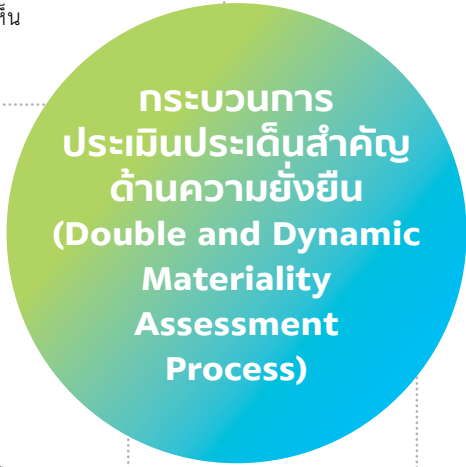 กระบวนการ
ประเมินประเด็นสำคัญ
ด้านความยั่งยืน
(Double and Dynamic
Materiality
Assessment
Process)